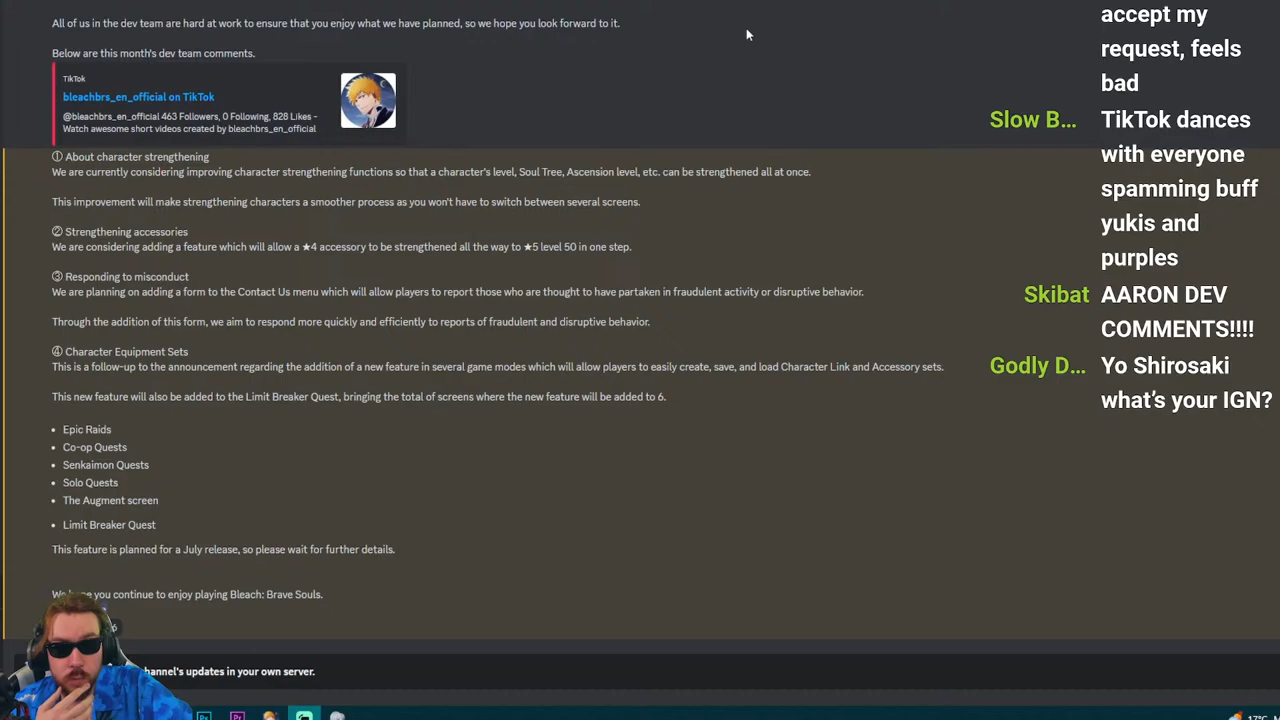 All of us in the dev team are hard at work to ensure that you enjoy what we have planned, so we hope you look forward to it.
Below are this month's dev team comments.
TikTok
bleachbrs_en_official on TikTok
@bleachbrs_en_official 463 Followers, 0 Following, 828 Likes -
Watch awesome short videos created by bleachbrs_en_official
① About character strengthening
We are currently considering improving character strengthening functions so that a character's level, Soul Tree, Ascension level, etc. can be strengthened all at once.
This improvement will make strengthening characters a smoother process as you won't have to switch between several screens.
② Strengthening accessories
We are considering adding a feature which will allow a ★4 accessory to be strengthened all the way to ★5 level 50 in one step.
③ Responding to misconduct
We are planning on adding a form to the Contact Us menu which will allow players to report those who are thought to have partaken in fraudulent activity or disruptive behavior.
Through the addition of this form, we aim to respond more quickly and efficiently to reports of fraudulent and disruptive behavior.
④ Character Equipment Sets
This is a follow-up to the announcement regarding the addition of a new feature in several game modes which will allow players to easily create, save, and load Character Link and Accessory sets.
This new feature will also be added to the Limit Breaker Quest, bringing the total of screens where the new feature will be added to 6.
• Epic Raids
• Co-op Quests
• Senkaimon Quests
• Solo Quests
• The Augment screen
• Limit Breaker Quest
This feature is planned for a July release, so please wait for further details.
you continue to enjoy playing Bleach: Brave Souls.
6
updates in your own server.
accept my
request, feels
bad
Slow B... TikTok dances
with everyone
spamming buff
yukis and
purples
Skibat AARON DEV
COMMENTS!!!!
Godly D... Yo Shirosaki
what's your IGN?
Ps
Pr
17°C